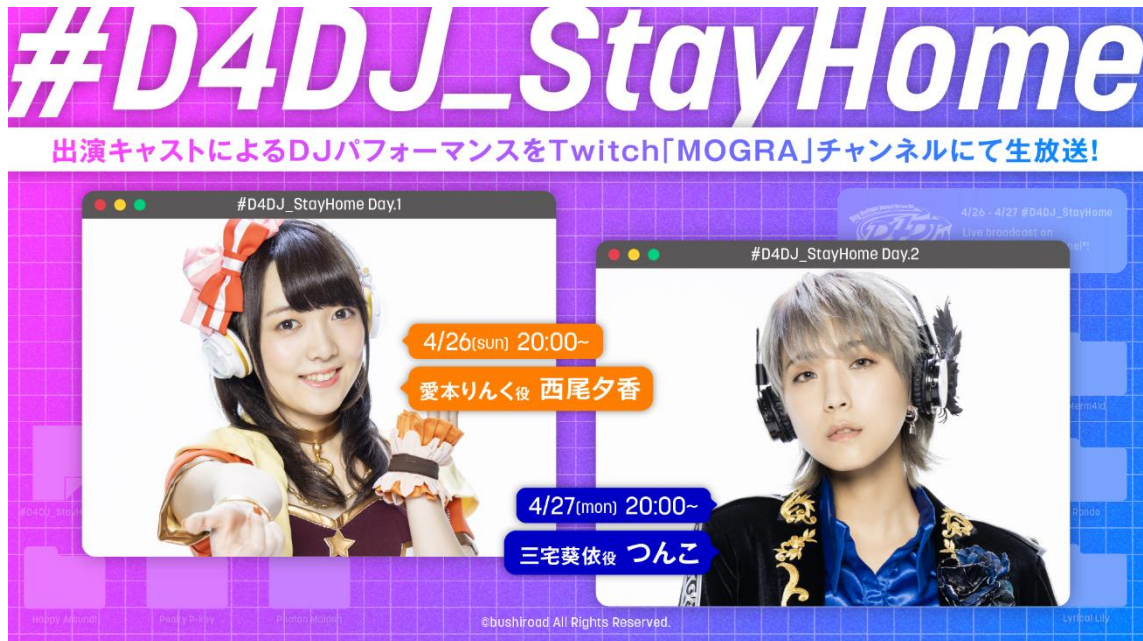 #D4DJ_StayHome
出演キャストによるDJパフォーマンスをTwitch「MOGRA」チャンネルにて生放送!
#D4DJ_StayHome Day.1
4/26(sun) 20:00~
愛本りんく役 西尾夕香
#D4DJ_StayHome Day.2
4/27(mon) 20:00~
三宅葵依役 つんこ
D4DJ
4/26 - 4/27 #D4DJ_StayHome
Live broadcast on
Happy Around!
Peaky P-key
Photon Maiden
Merm4id
Rondo
Lyrical Lily
©bushiroad All Rights Reserved.